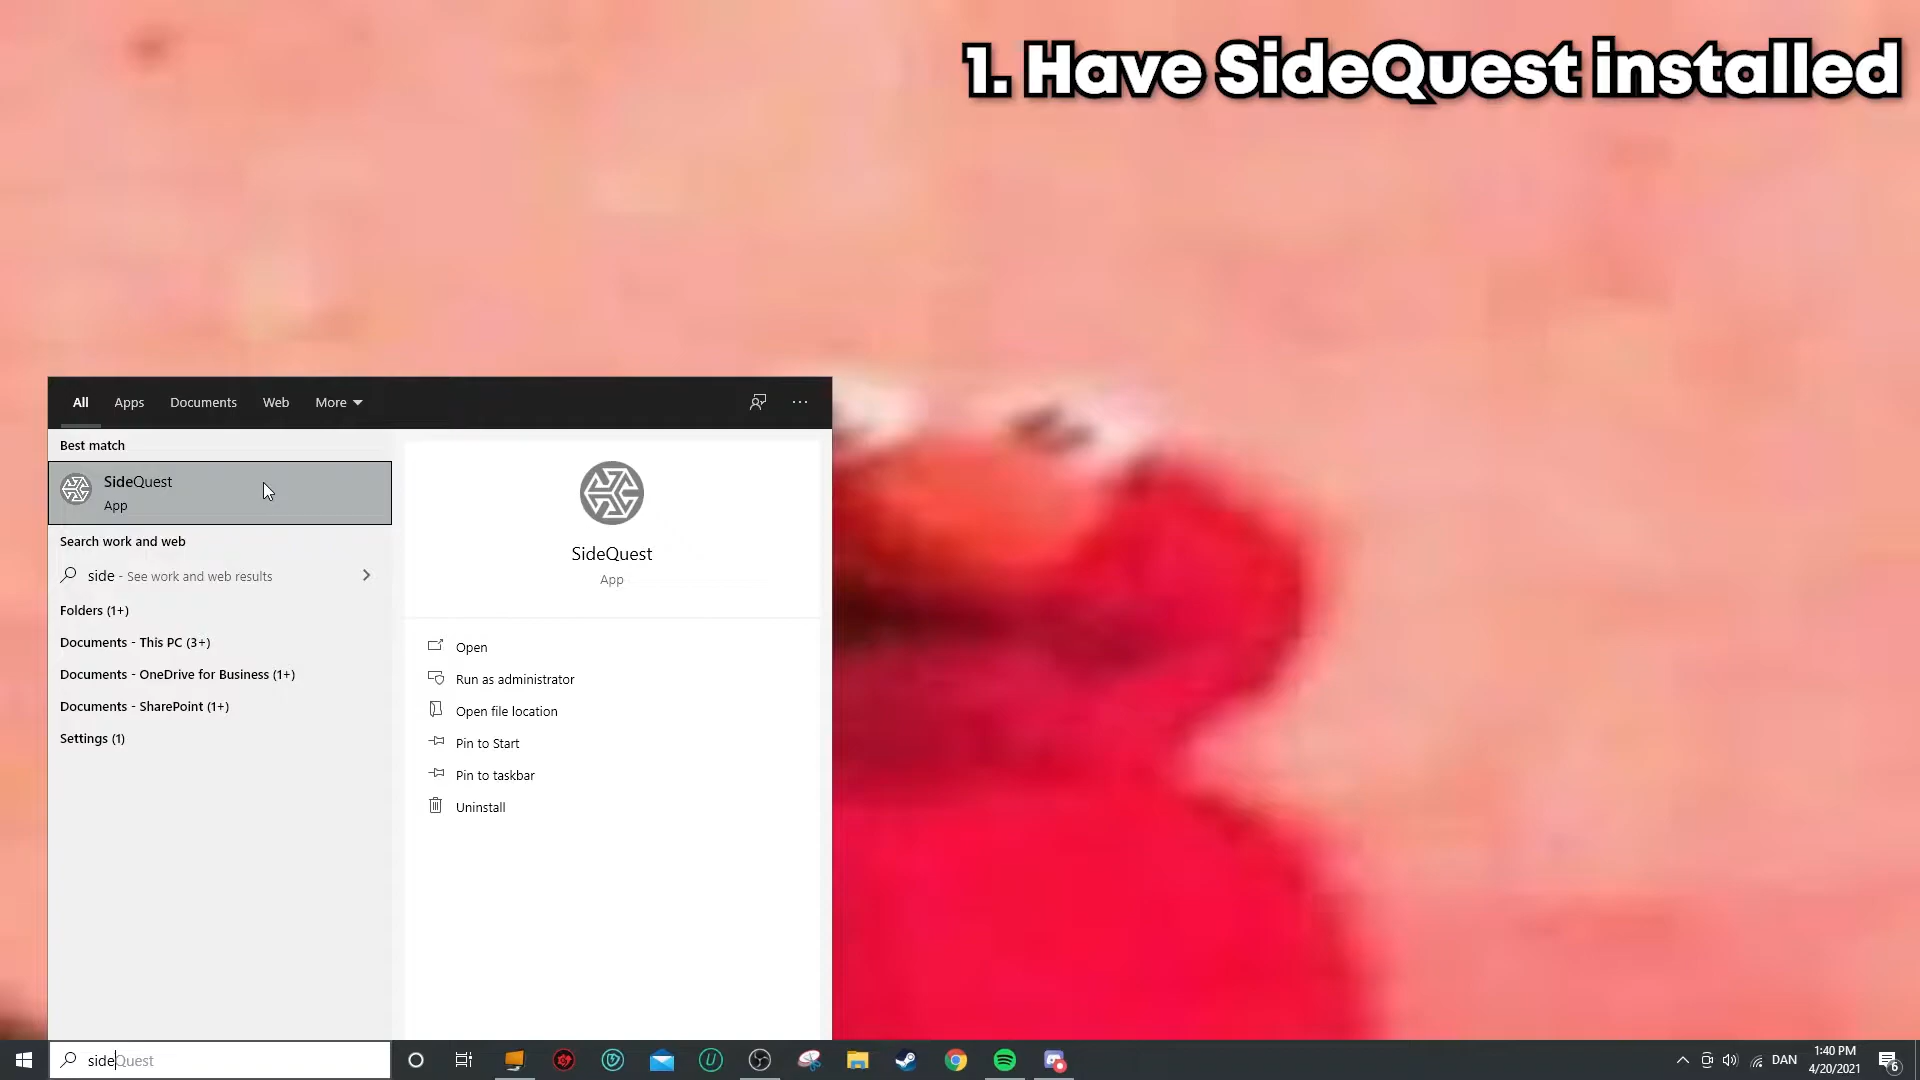 1. Have SideQuest installed
All Apps Documents Web More
Best match
SideQuest
App
Search work and web
side - See work and web results
Folders (1+)
Documents - This PC (3+)
Documents - OneDrive for Business (1+)
Documents - SharePoint (1+)
Settings (1)
SideQuest
App
Open
Run as administrator
Open file location
Pin to Start
Pin to taskbar
Uninstall
sideQuest
DAN
1:40 PM
4/20/2021
6